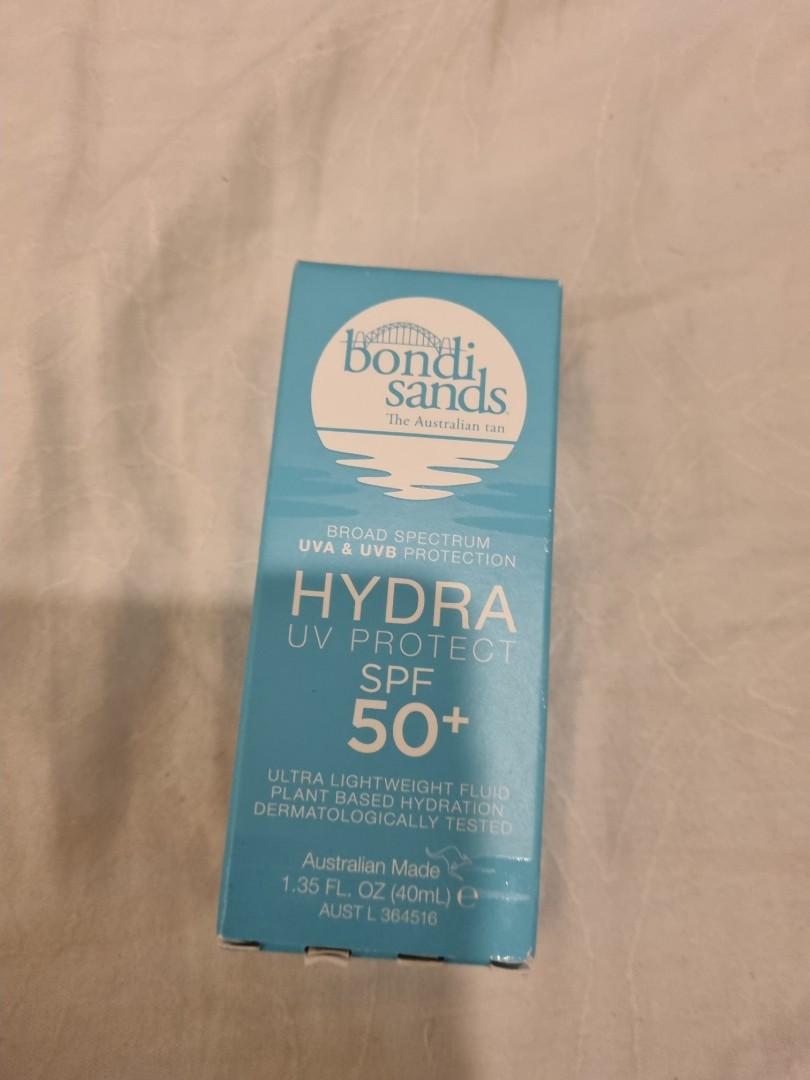 bondi
sands
The Australian tan
BROAD SPECTRUM
UVA & UVB PROTECTION
HYDRA
UV PROTECT
SPF
50+
ULTRA LIGHTWEIGHT FLUID
PLANT BASED HYDRATION
DERMATOLOGICALLY TESTED
Australian Made
1.35 FL. OZ (40mL) ℮
AUST L 364516